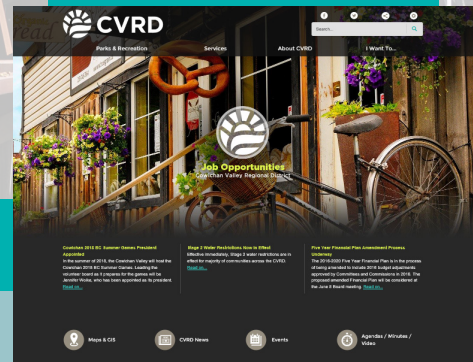 CVRD
Search...
Parks & Recreation
Services
About CVRD
I Want To...
Job Opportunities
Cowichan Valley Regional District
Cowichan 2018 BC Summer Games President
Appointed
In the summer of 2018, the Cowichan Valley will host the
Cowichan 2018 BC Summer Games. Leading the
volunteer board as it prepares for the games will be
Jennifer Woike, who has been appointed as its president.
Read on...
Stage 2 Water Restrictions Now In Effect
Effective immediately, Stage 2 water restrictions are in
effect for majority of communities across the CVRD.
Read on...
Five Year Financial Plan Amendment Process
Underway
The 2016-2020 Five Year Financial Plan is in the process
of being amended to include 2016 budget adjustments
approved by Committees and Commissions in 2016. The
proposed amended Financial Plan will be considered at
the June 8 Board meeting. Read on...
Maps & GIS
CVRD News
Events
Agendas / Minutes /
Video